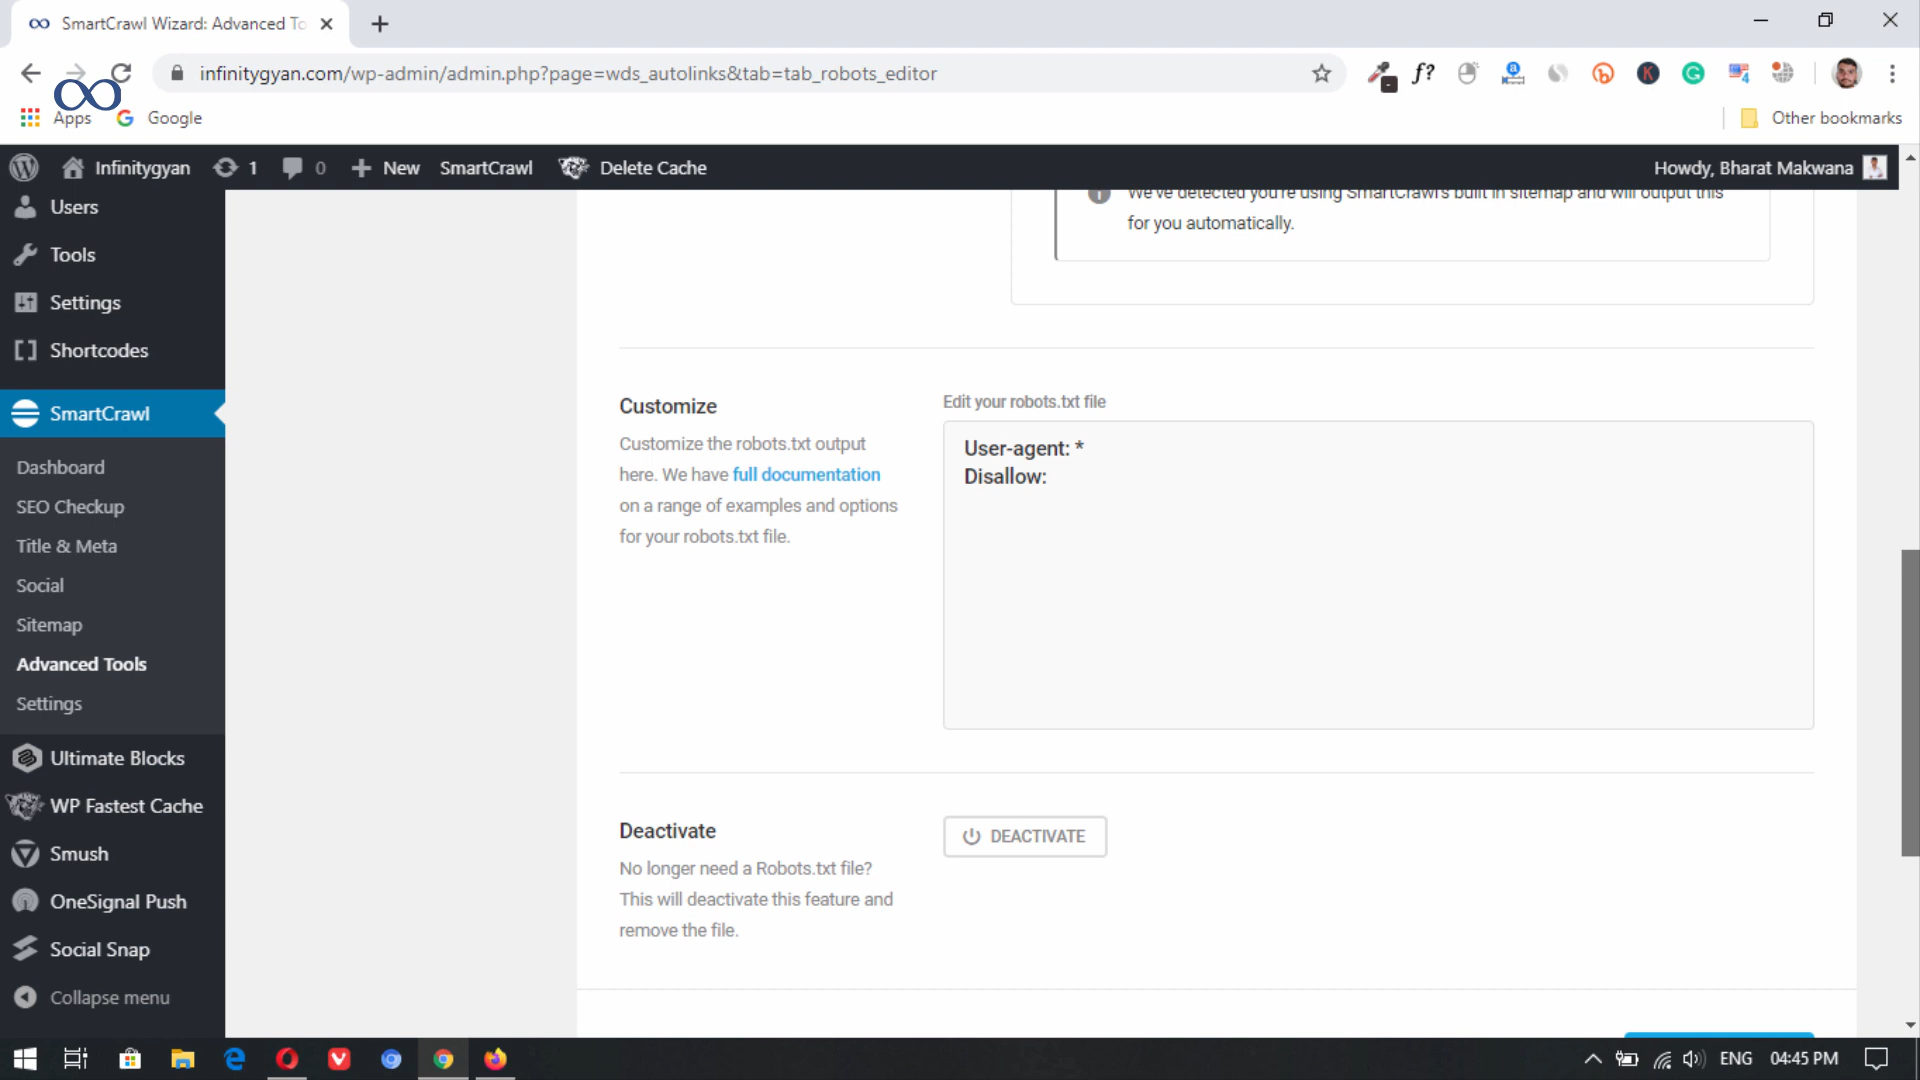 SmartCrawl Wizard: Advanced To
infinitygyan.com/wp-admin/admin.php?page=wds_autolinks&tab=tab_robots_editor
f?
Apps
Google
Other bookmarks
Infinitygyan
1
0
New
SmartCrawl
Delete Cache
Howdy, Bharat Makwana
Users
Tools
Settings
Shortcodes
SmartCrawl
Dashboard
SEO Checkup
Title & Meta
Social
Sitemap
Advanced Tools
Settings
Ultimate Blocks
WP Fastest Cache
Smush
OneSignal Push
Social Snap
Collapse menu
We've detected you're using SmartCrawl's built in sitemap and will output this
for you automatically.
Customize
Customize the robots.txt output
here. We have full documentation
on a range of examples and options
for your robots.txt file.
Edit your robots.txt file
User-agent: *
Disallow:
Deactivate
No longer need a Robots.txt file?
This will deactivate this feature and
remove the file.
DEACTIVATE
ENG
04:45 PM